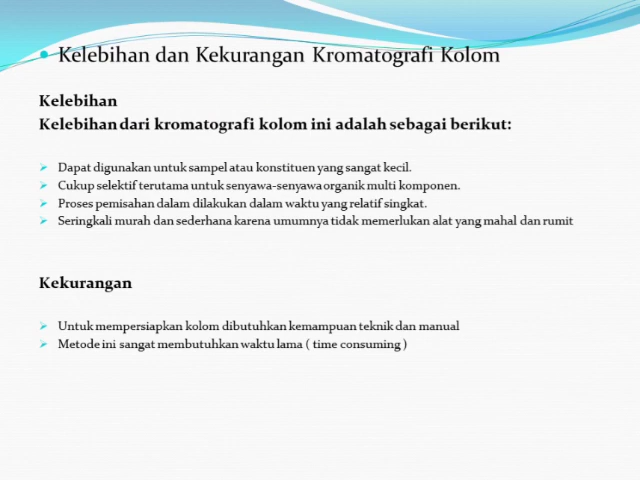 Kelebihan dan Kekurangan Kromatografi Kolom
Kelebihan
Kelebihan dari kromatografi kolom ini adalah sebagai berikut:
Dapat digunakan untuk sampel atau konstituen yang sangat kecil.
Cukup selektif terutama untuk senyawa-senyawa organik multi komponen.
Proses pemisahan dalam dilakukan dalam waktu yang relatif singkat.
Seringkali murah dan sederhana karena umumnya tidak memerlukan alat yang mahal dan rumit
Kekurangan
Untuk mempersiapkan kolom dibutuhkan kemampuan teknik dan manual
Metode ini sangat membutuhkan waktu lama ( time consuming )